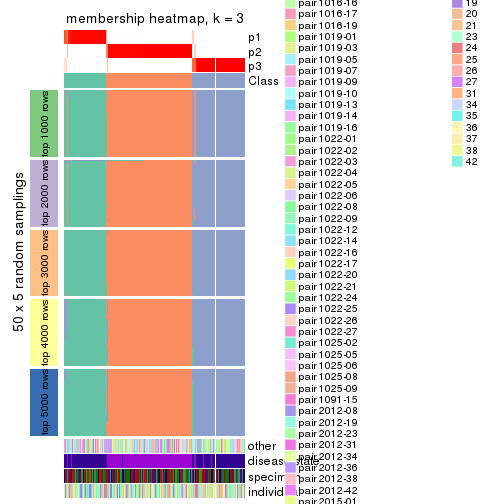 membership heatmap, k = 3
p1
p2
p3
Class
50 x 5 random samplings
top 1000 rows
top 2000 rows
top 3000 rows
top 4000 rows
top 5000 rows
other
disease.state
individ
pair1016-16
pair1016-17
pair1016-20
pair1019-01
pair1019-03
pair1019-05
pair1019-07
pair1019-09
pair1019-10
pair1019-13
pair1019-14
pair1019-16
pair1022-01
pair1022-02
pair1022-03
pair1022-04
pair1022-05
pair1022-06
pair1022-08
pair1022-09
pair1022-12
pair1022-14
pair1022-16
pair1022-17
pair1022-20
pair1022-21
pair1022-24
pair1022-25
pair1022-26
pair1022-27
pair1025-02
pair1025-05
pair1025-06
pair1025-08
pair1025-09
pair1091-15
pair2012-08
pair2012-19
pair2012-23
pair2012-31
pair2012-34
pair2012-36
pair2012-38
pair2012-42
pair2015-01
19
20
21
23
24
25
26
27
31
34
35
36
37
38
42